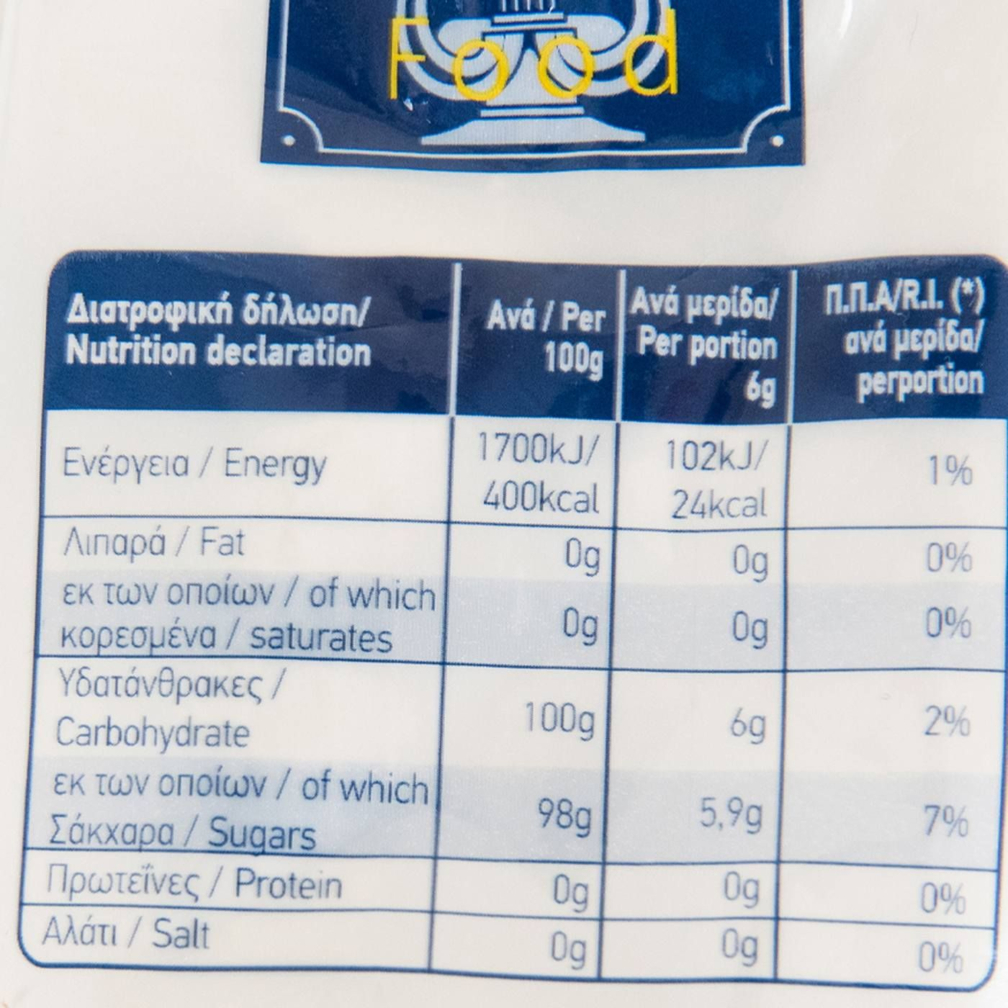 Food
Διατροφική δήλωση/
Nutrition declaration
Ανά / Per
100g
Ανά μερίδα/
Per portion
6g
Π.Π.Α/R.I. (*)
ανά μερίδα/
perportion
Ενέργεια / Energy
1700kJ/
400kcal
102kJ/
24kcal
1%
Λιπαρά / Fat
0g
0g
0%
εκ των οποίων / of which
κορεσμένα / saturates
0g
0g
0%
Υδατάνθρακες /
Carbohydrate
100g
6g
2%
εκ των οποίων / of which
Σάκχαρα / Sugars
98g
5,9g
7%
Πρωτεΐνες / Protein
0g
0g
0%
Αλάτι / Salt
0g
0g
0%